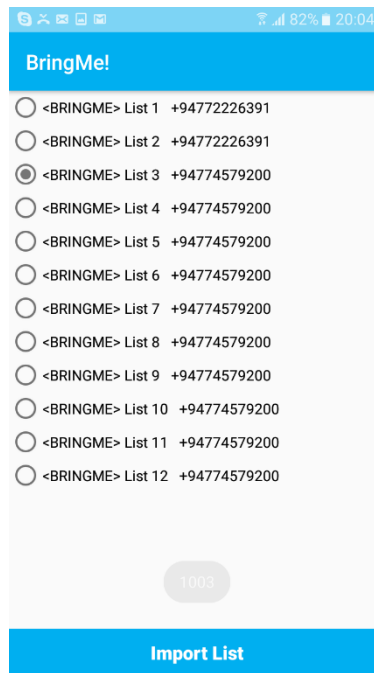 82% 20:04
BringMe!
<BRINGME> List 1 +94772226391
<BRINGME> List 2 +94772226391
<BRINGME> List 3 +94774579200
<BRINGME> List 4 +94774579200
<BRINGME> List 5 +94774579200
<BRINGME> List 6 +94774579200
<BRINGME> List 7 +94774579200
<BRINGME> List 8 +94774579200
<BRINGME> List 9 +94774579200
<BRINGME> List 10 +94774579200
<BRINGME> List 11 +94774579200
<BRINGME> List 12 +94774579200
1003
Import List